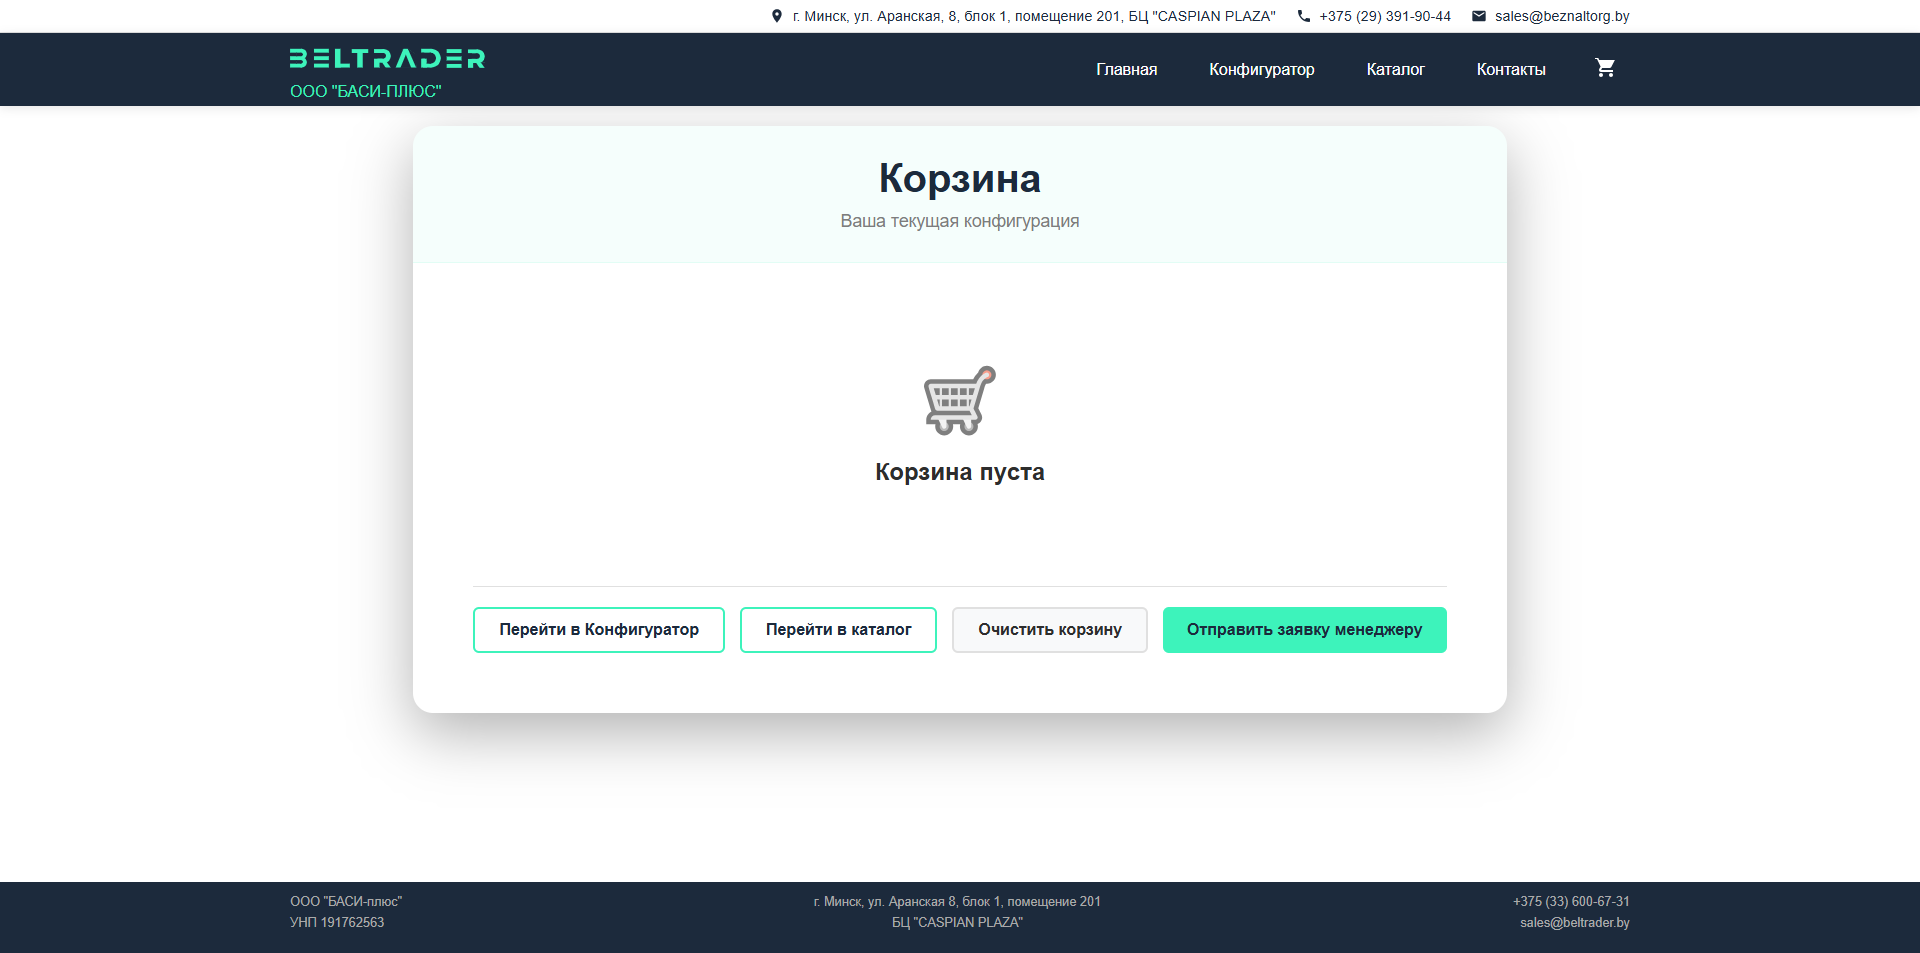 г. Минск, ул. Аранская, 8, блок 1, помещение 201, БЦ "CASPIAN PLAZA" +375 (29) 391-90-44 sales@beznaltorg.by
BELTRADER
ООО "БАСИ-ПЛЮС"
Главная Конфигуратор Каталог Контакты
Корзина
Ваша текущая конфигурация
Корзина пуста
Перейти в Конфигуратор Перейти в каталог Очистить корзину Отправить заявку менеджеру
ООО "БАСИ-плюс"
УНП 191762563
г. Минск, ул. Аранская 8, блок 1, помещение 201
БЦ "CASPIAN PLAZA"
+375 (33) 600-67-31
sales@beltrader.by